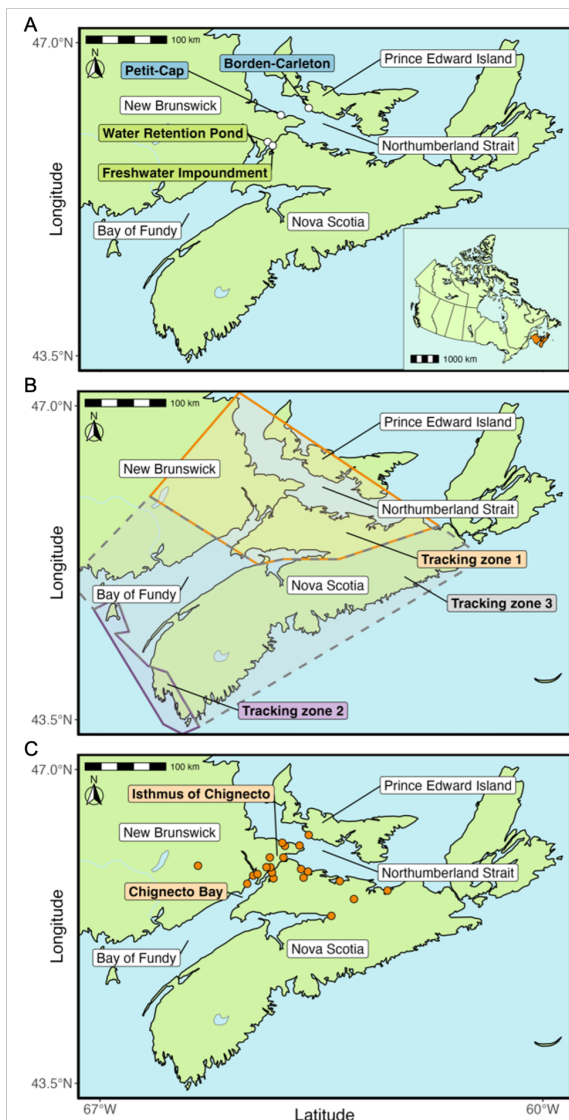 A
47.0°N
100 km
N
Borden-Carleton
Prince Edward Island
Petit-Cap
New Brunswick
Water Retention Pond
Northumberland Strait
Freshwater Impoundment
Longitude
Bay of Fundy
Nova Scotia
1000 km
43.5°N
B
47.0°N
100 km
N
Prince Edward Island
New Brunswick
Northumberland Strait
Longitude
Tracking zone 1
Nova Scotia
Bay of Fundy
Tracking zone 3
Tracking zone 2
43.5°N
C
47.0°N
100 km
N
Prince Edward Island
Isthmus of Chignecto
New Brunswick
Northumberland Strait
Chignecto Bay
Longitude
Nova Scotia
Bay of Fundy
43.5°N
67°W
60°W
Latitude